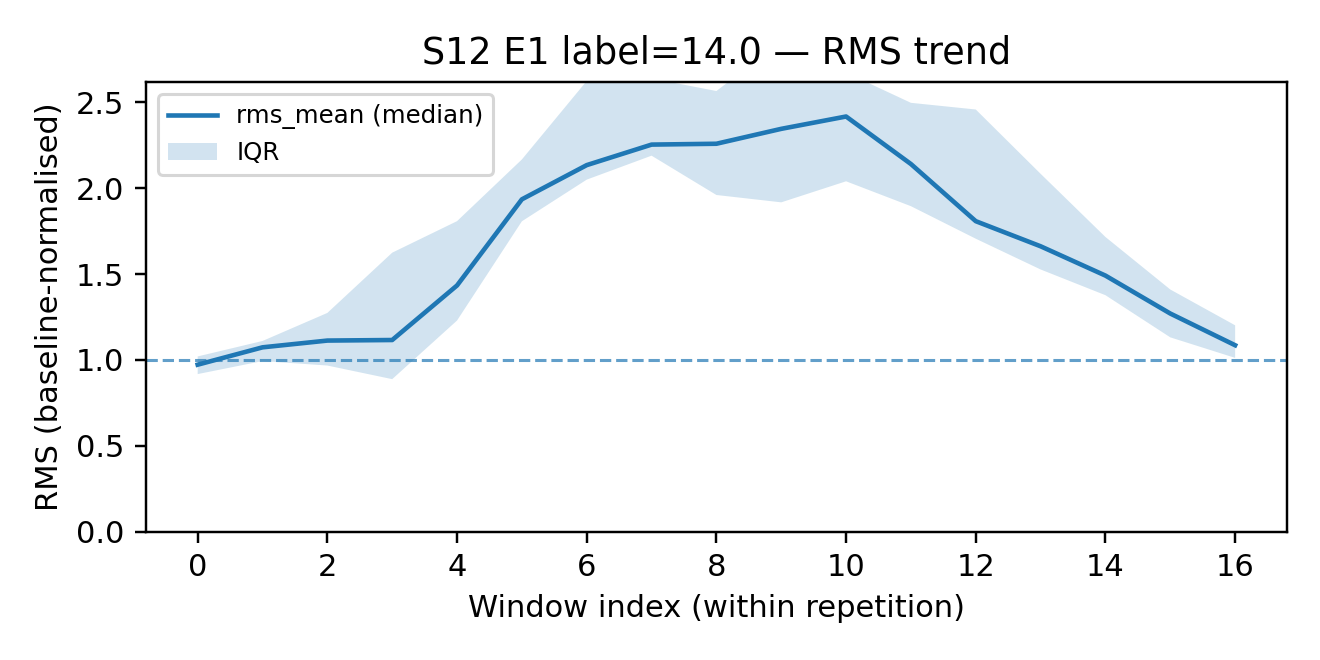 S12 E1 label=14.0 — RMS trend
rms_mean (median)
IQR
RMS (baseline-normalised)
2.5
2.0
1.5
1.0
0.5
0.0
0 2 4 6 8 10 12 14 16
Window index (within repetition)